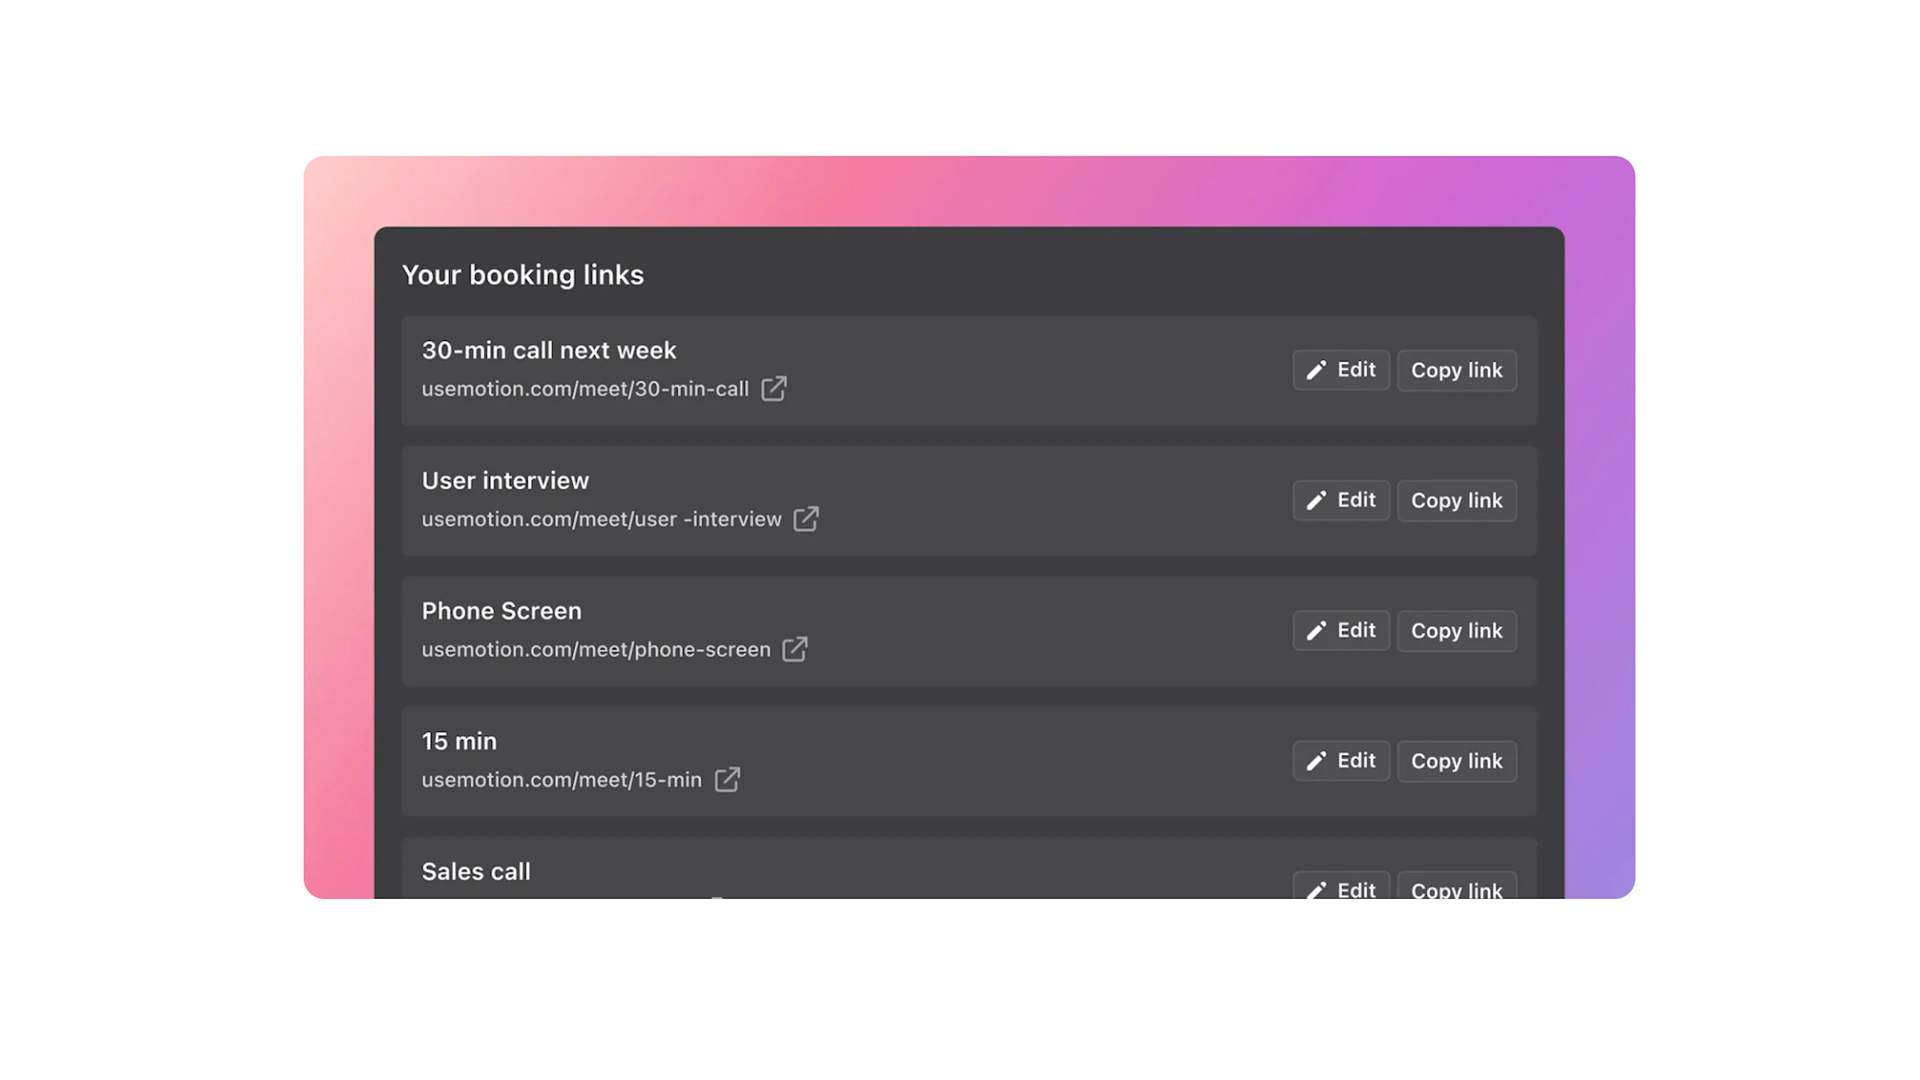 Your booking links
30-min call next week
usemotion.com/meet/30-min-call
Edit
Copy link
User interview
usemotion.com/meet/user -interview
Edit
Copy link
Phone Screen
usemotion.com/meet/phone-screen
Edit
Copy link
15 min
usemotion.com/meet/15-min
Edit
Copy link
Sales call
Edit
Copy link